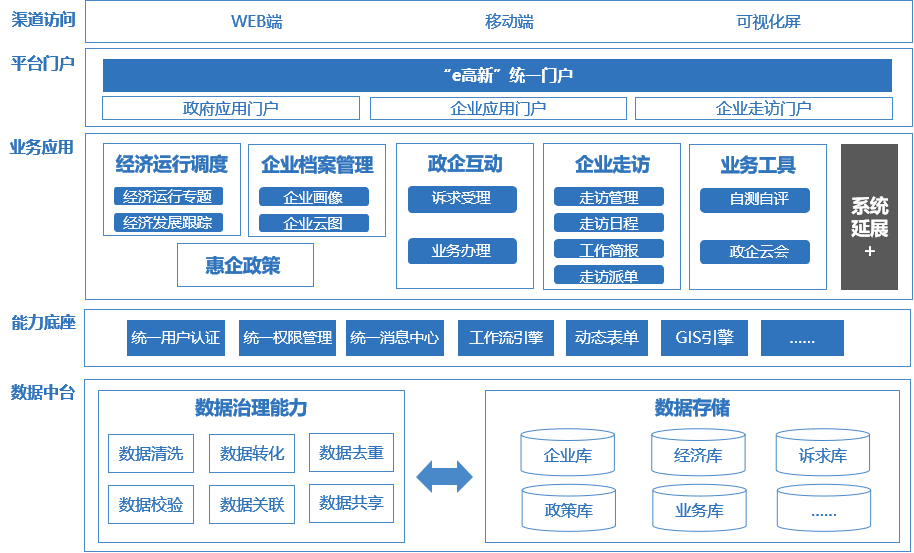 渠道访问
WEB端
移动端
可视化屏
平台门户
“e高新”统一门户
政府应用门户
企业应用门户
企业走访门户
业务应用
经济运行调度
经济运行专题
经济发展跟踪
企业档案管理
企业画像
企业云图
惠企政策
政企互动
诉求受理
业务办理
企业走访
走访管理
走访日程
工作简报
走访派单
业务工具
自测自评
政企云会
系统
延展
+
能力底座
统一用户认证
统一权限管理
统一消息中心
工作流引擎
动态表单
GIS引擎
......
数据中台
数据治理能力
数据清洗
数据转化
数据去重
数据校验
数据关联
数据共享
数据存储
企业库
经济库
诉求库
政策库
业务库
......